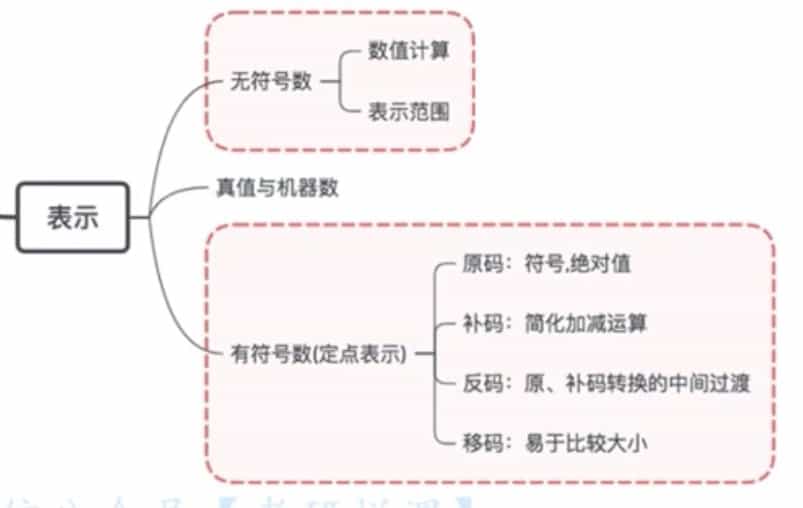 表示
无符号数
数值计算
表示范围
真值与机器数
有符号数(定点表示)
原码：符号,绝对值
补码：简化加减运算
反码：原、补码转换的中间过渡
移码：易于比较大小